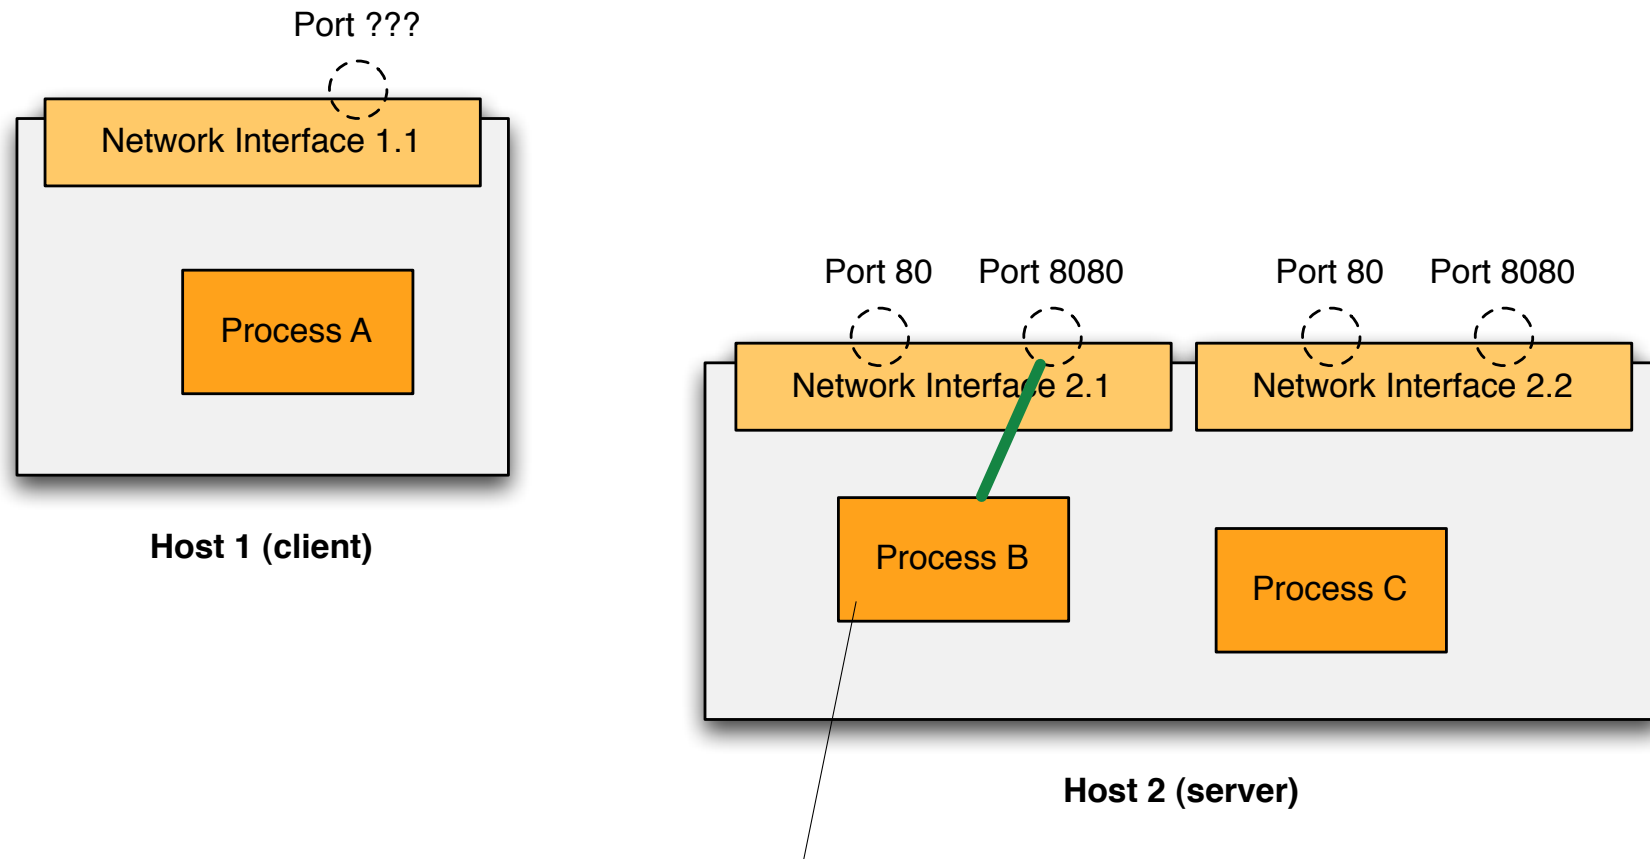 Port ???
Network Interface 1.1
Process A
Host 1 (client)
Port 80
Port 8080
Port 80
Port 8080
Network Interface 2.1
Network Interface 2.2
Process B
Process C
Host 2 (server)